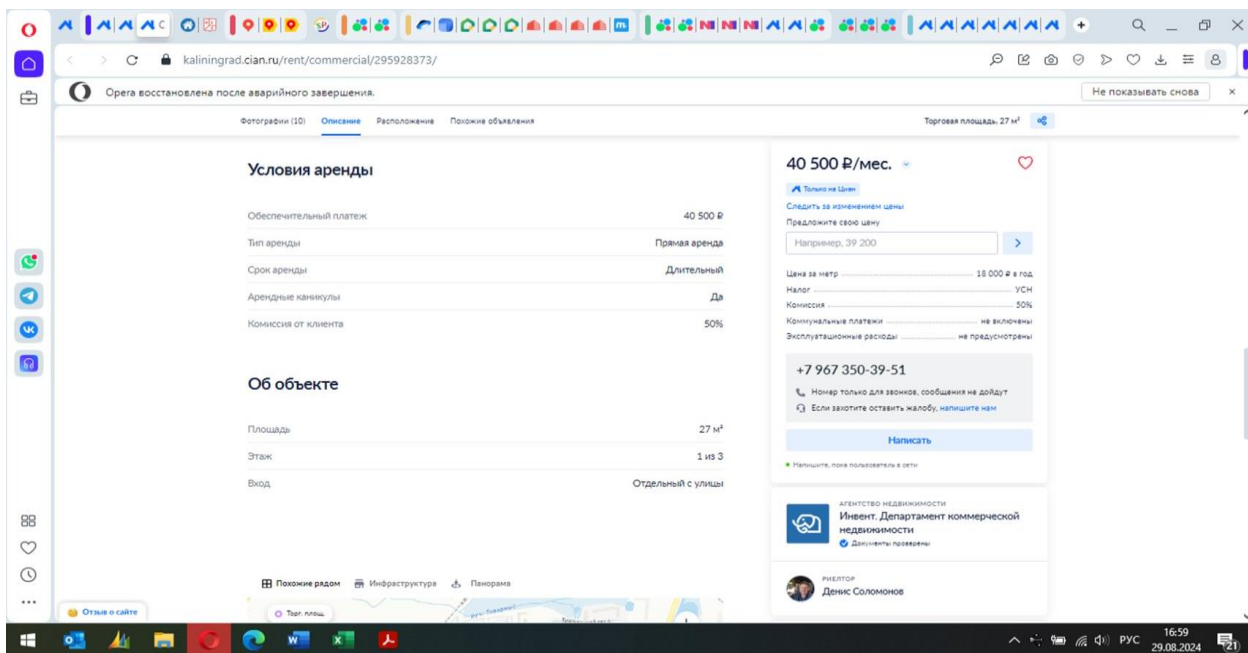 kaliningrad.cian.ru/rent/commercial/295928373/
Opera восстановлена после аварийного завершения.
Не показывать снова
Фотографии (10) Описание Расположение Похожие объявления
Торговая площадь, 27 м²
Условия аренды
Обеспечительный платеж 40 500 ₽
Тип аренды Прямая аренда
Срок аренды Длительный
Арендные каникулы Да
Комиссия от клиента 50%
Об объекте
Площадь 27 м²
Этаж 1 из 3
Вход Отдельный с улицы
Похожие рядом Инфраструктура Панорама
Торг. площ.
40 500 ₽/мес.
Только на Циан
Следить за изменением цены
Предложите свою цену
Например, 39 200
Цена за метр 18 000 ₽ в год
Налог УСН
Комиссия 50%
Коммунальные платежи не включены
Эксплуатационные расходы не предусмотрены
+7 967 350-39-51
Номер только для звонков, сообщения не дойдут
Если захотите оставить жалобу, напишите нам
Написать
Напишите, пока пользователь в сети
АГЕНТСТВО НЕДВИЖИМОСТИ
Инвент. Департамент коммерческой
недвижимости
Документы проверены
РИЕЛТОР
Денис Соломонов
Отзыв о сайте
РУС
16:59
29.08.2024
21